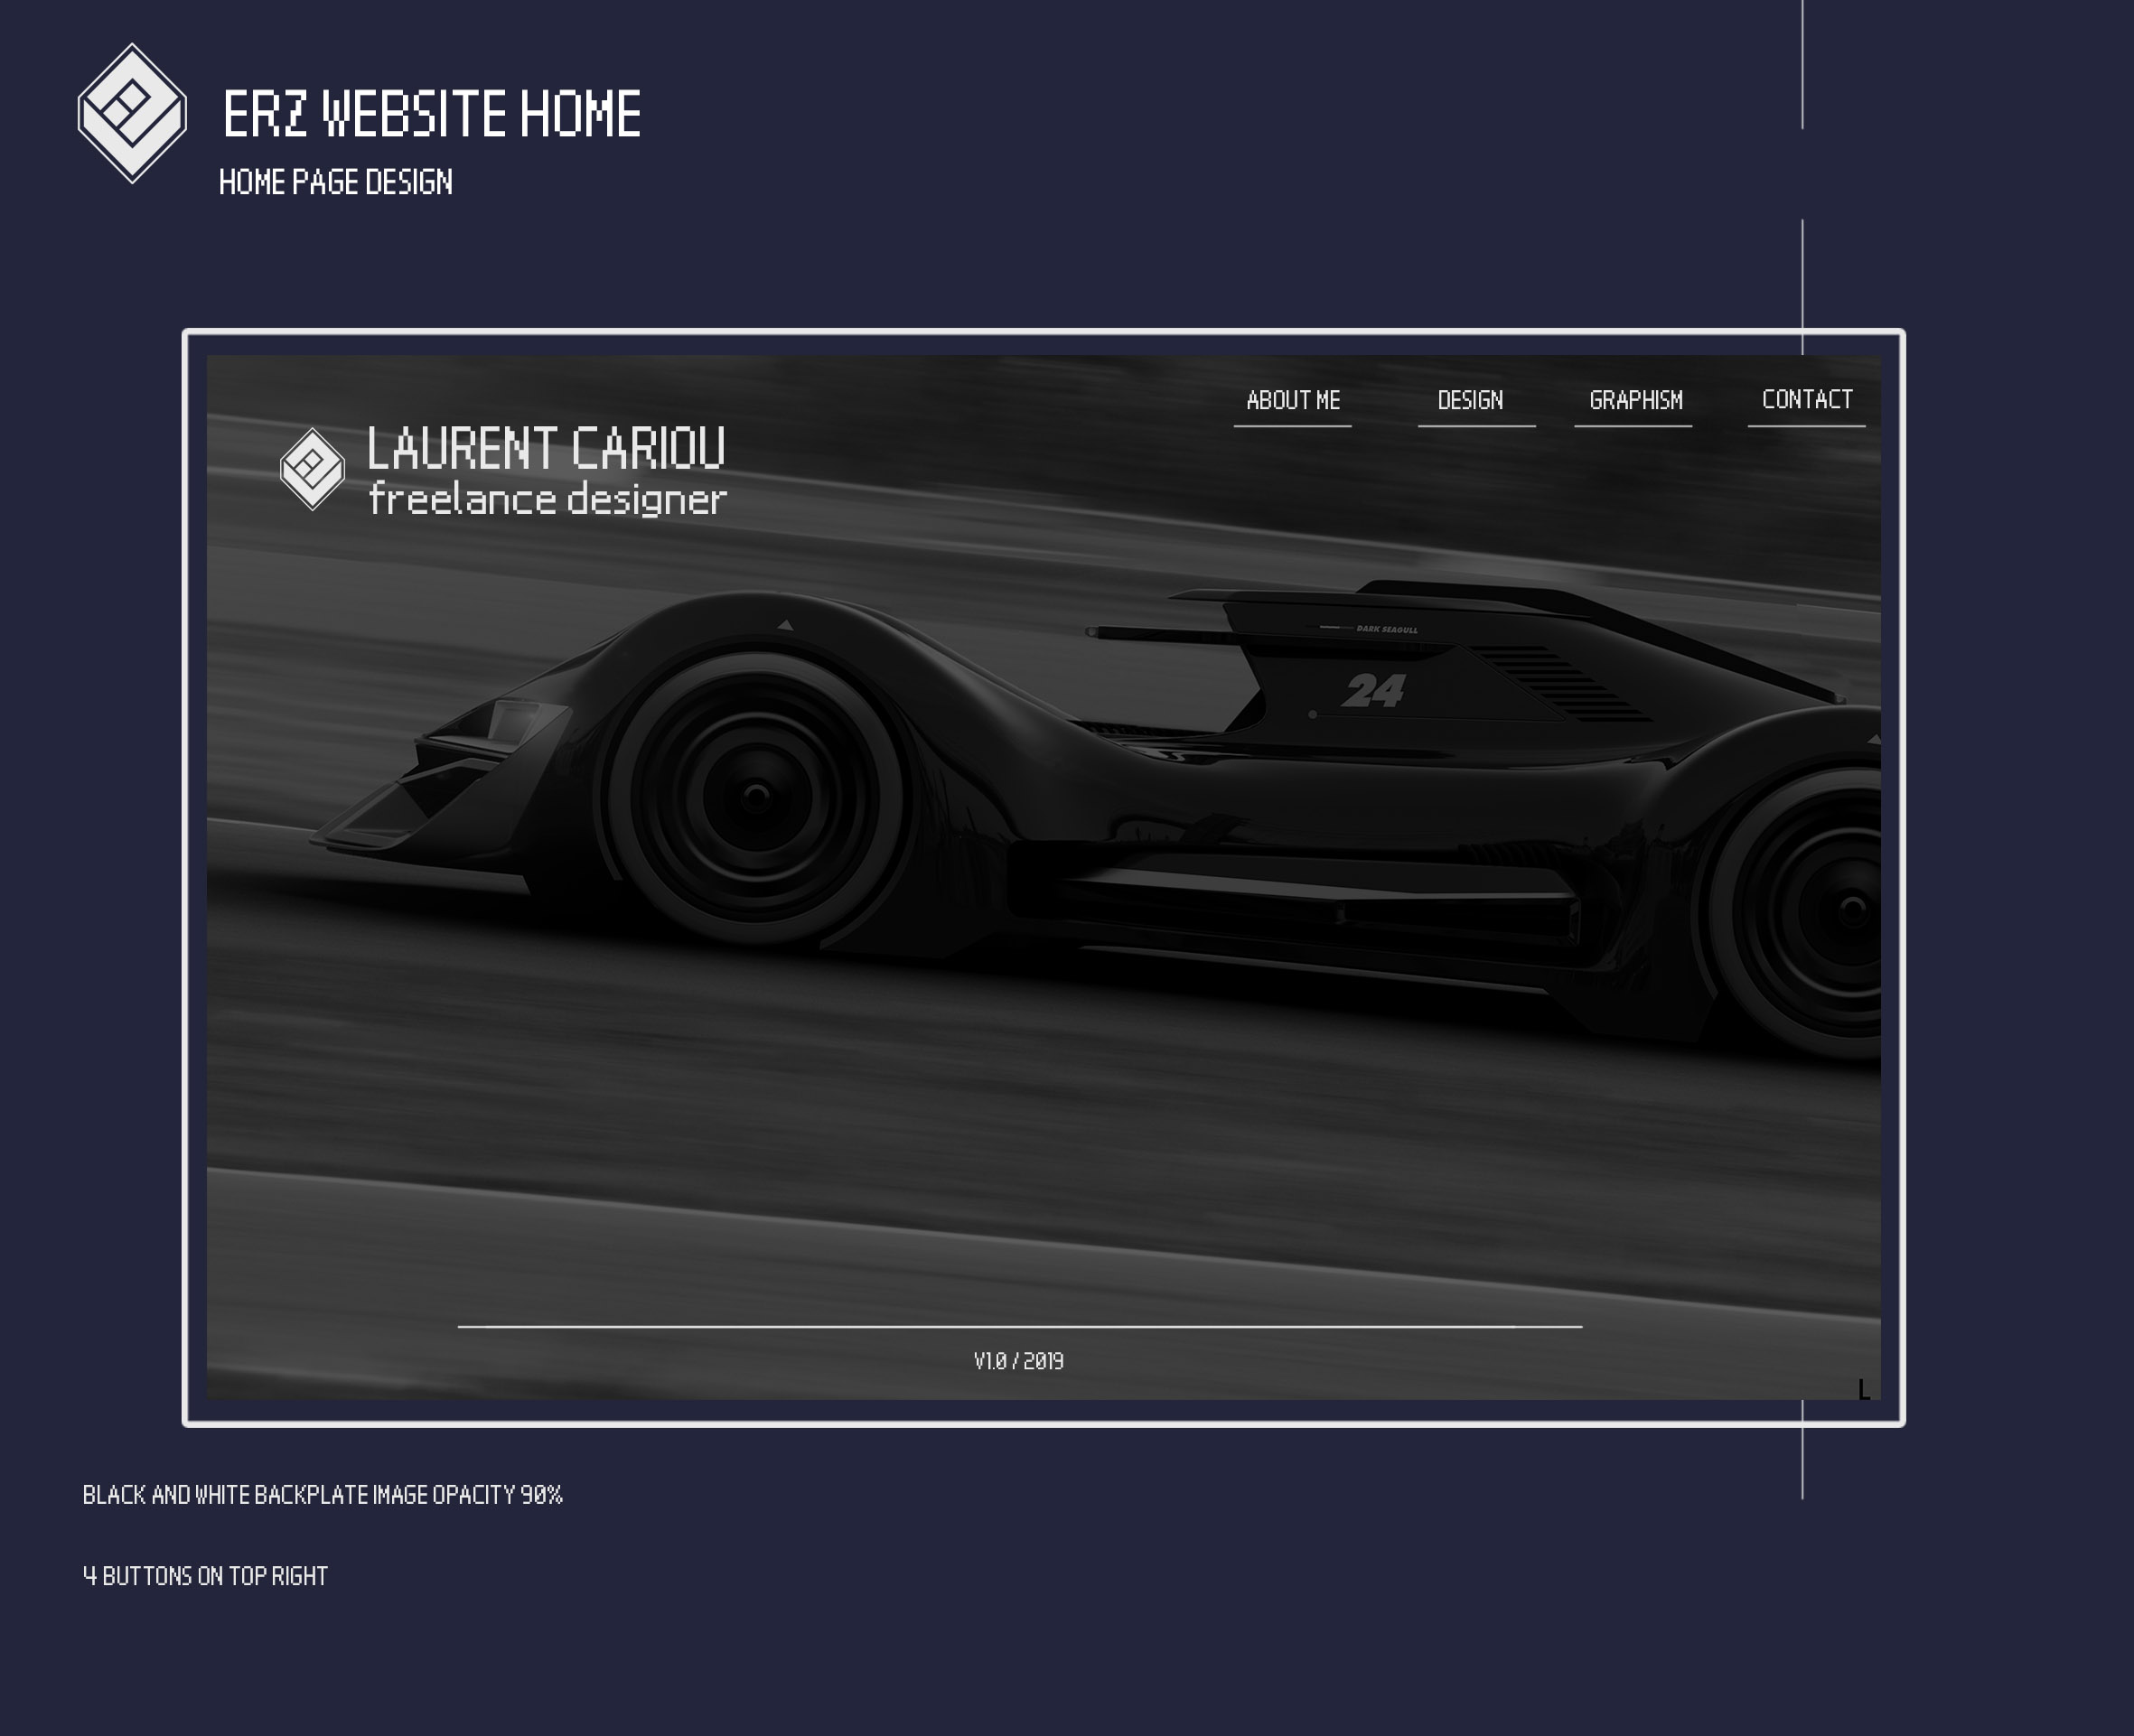 ERZ WEBSITE HOME
HOME PAGE DESIGN
ABOUT ME
DESIGN
GRAPHISM
CONTACT
LAURENT CARIOU
freelance designer
DARK SEAGULL
24
V1.0 / 2019
L
BLACK AND WHITE BACKPLATE IMAGE OPACITY 90%
4 BUTTONS ON TOP RIGHT